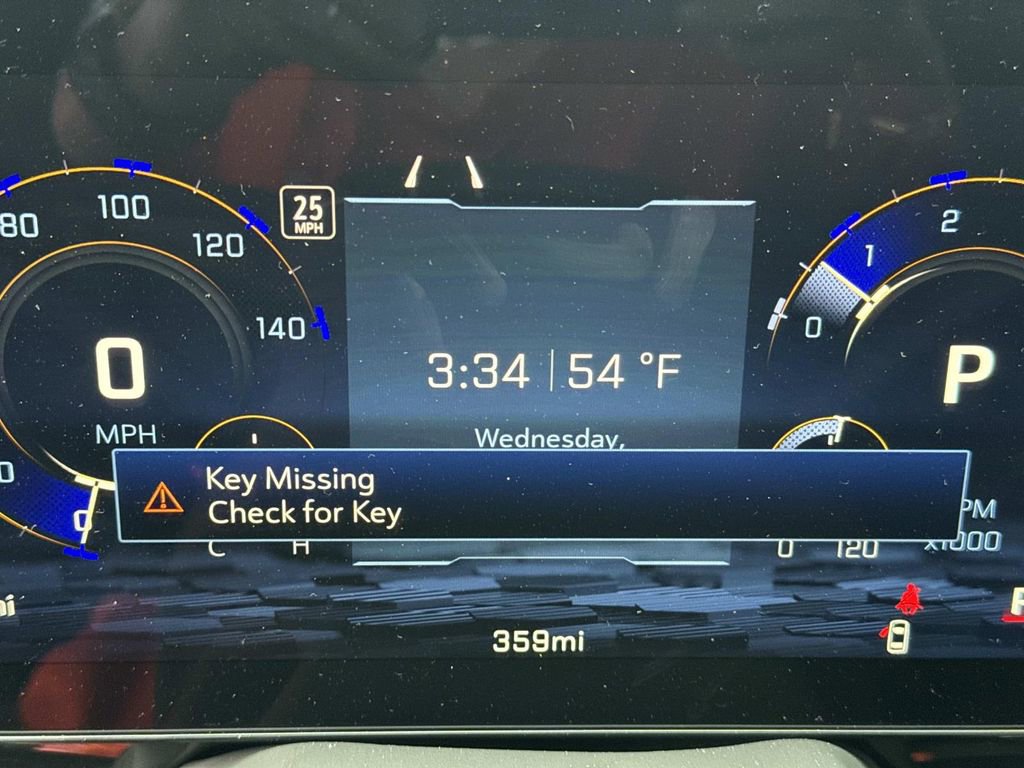 80
100
120
140
25
MPH
0
MPH
3:34
54 °F
Wednesday,
0
1
2
P
Key Missing
Check for Key
0
C
H
0
120
x1000
359mi